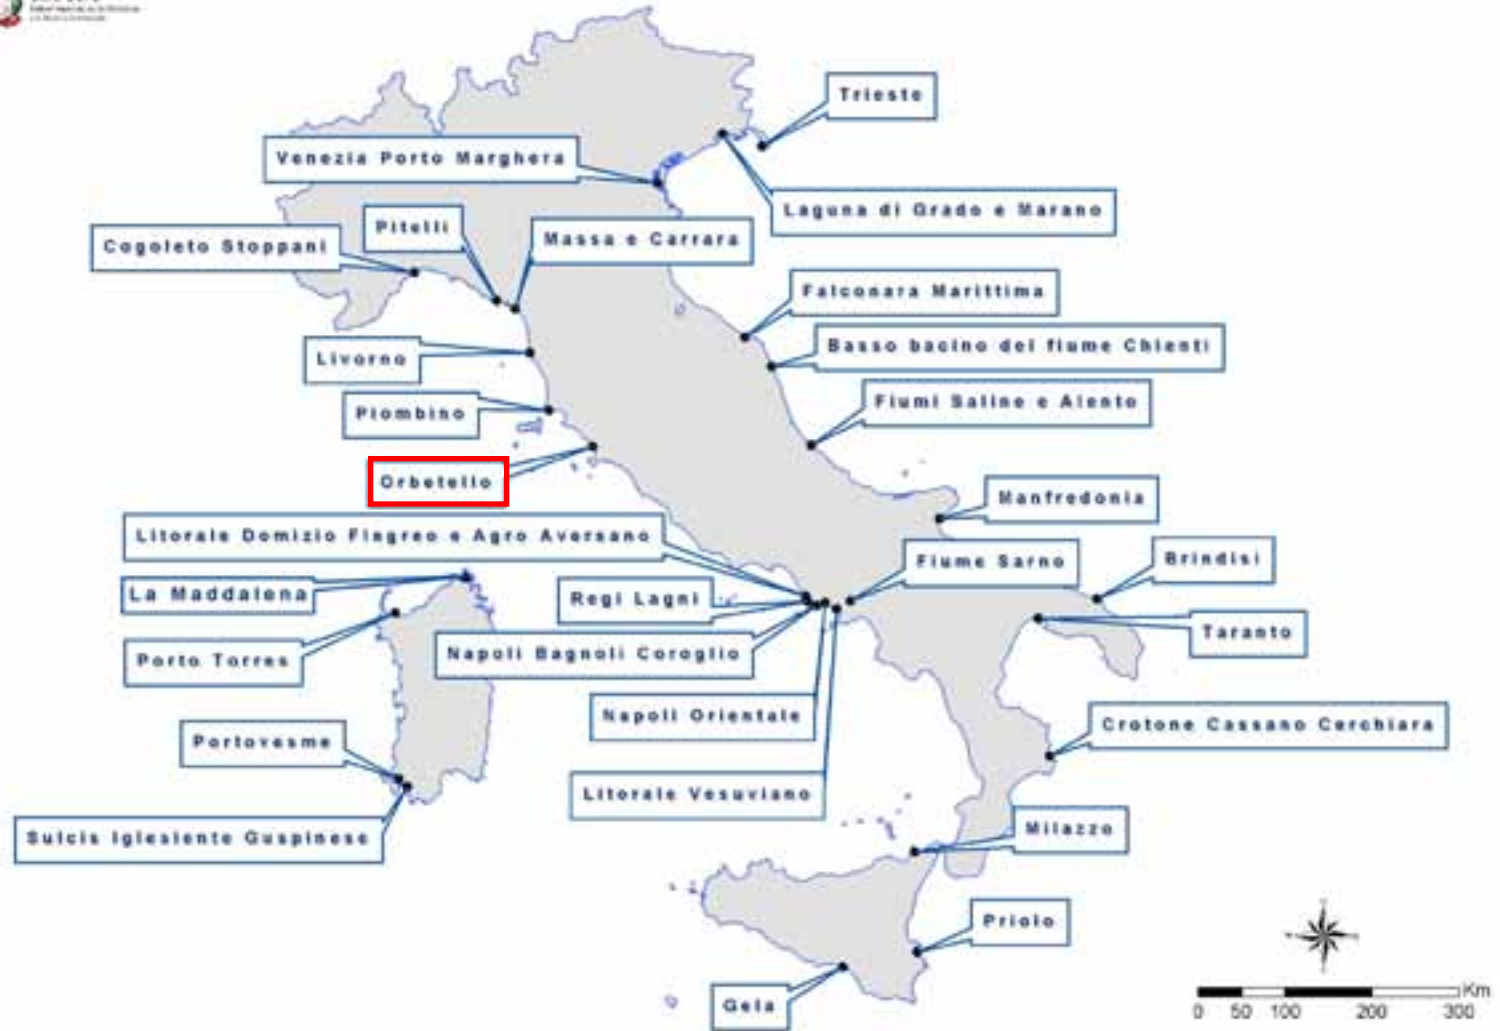 Trieste
Venezia Porto Marghera
Laguna di Grado e Marano
Pitelli
Massa e Carrara
Cogoleto Stoppani
Falconara Marittima
Livorno
Basso bacino del fiume Chienti
Piombino
Fiumi Saline e Alento
Orbetello
Manfredonia
Litorale Domizio Flegreo e Agro Aversano
Fiume Sarno
Brindisi
La Maddalena
Regi Lagni
Taranto
Porto Torres
Napoli Bagnoli Coroglio
Napoli Orientale
Crotone Cassano Cerchiara
Portovesme
Litorale Vesuviano
Milazzo
Sulcis Iglesiente Guspinese
Priolo
Gela
Km
0 50 100 200 300